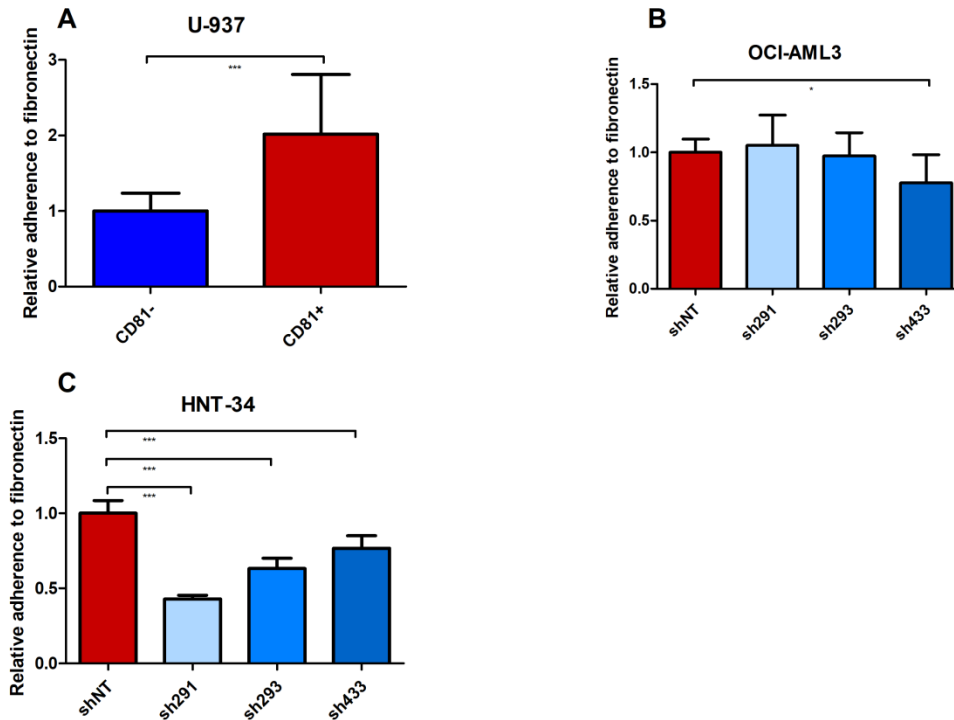 A
U-937
Relative adherence to fibronectin
3
2
1
0
***
CD81-
CD81+
B
OCI-AML3
Relative adherence to fibronectin
1.5
1.0
0.5
0.0
*
shNT
sh291
sh293
sh433
C
HNT-34
Relative adherence to fibronectin
1.5
1.0
0.5
0.0
***
***
***
shNT
sh291
sh293
sh433